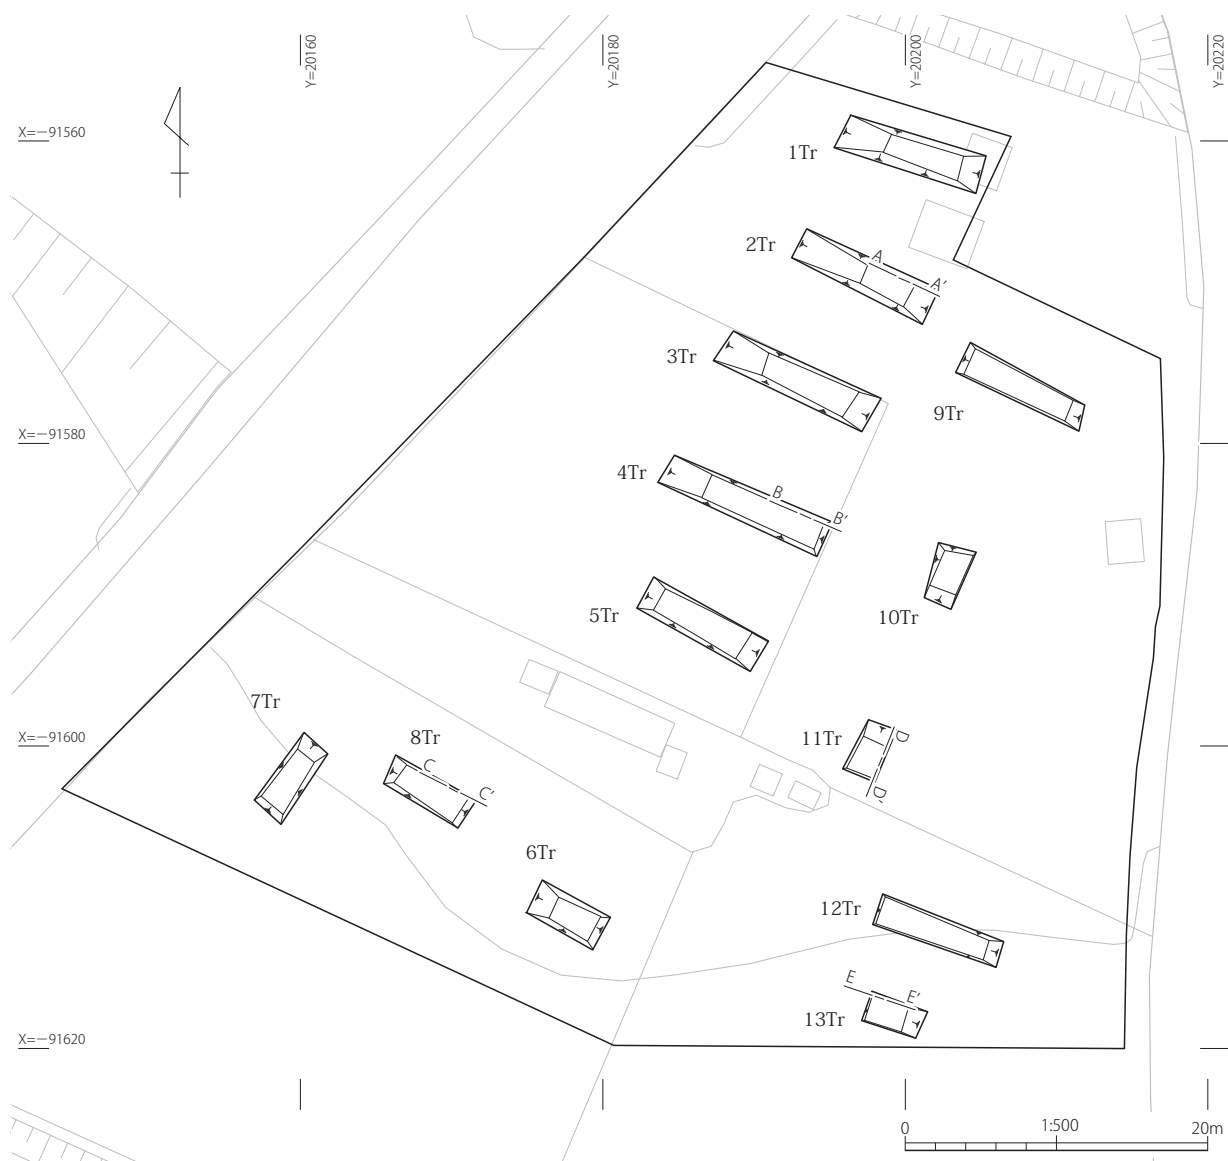 Y=20160
Y=20180
Y=20200
Y=20220
X=−91560
1Tr
2Tr
A
A'
3Tr
9Tr
X=−91580
4Tr
B
B'
5Tr
10Tr
7Tr
8Tr
C
C'
X=−91600
11Tr
D
D'
6Tr
12Tr
E
E'
13Tr
X=−91620
0
1:500
20m